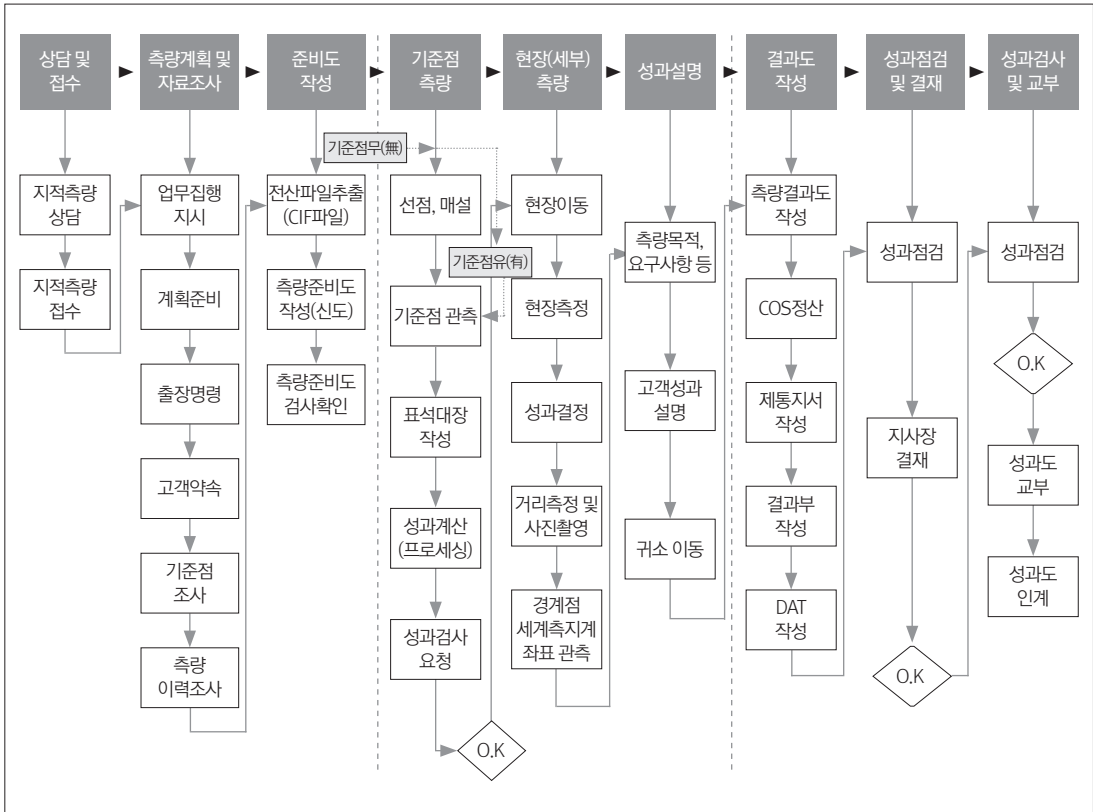 상담 및
접수
측량계획 및
자료조사
준비도
작성
기준점
측량
현장(세부)
측량
성과설명
결과도
작성
성과점검
및 결재
성과검사
및 교부
지적측량
상담
지적측량
접수
업무집행
지시
계획준비
출장명령
고객약속
기준점
조사
측량
이력조사
전산파일추출
(CIF파일)
측량준비도
작성(신도)
측량준비도
검사확인
기준점무(無)
선점, 매설
기준점유(有)
기준점 관측
표석대장
작성
성과계산
(프로세싱)
성과검사
요청
O.K
현장이동
현장측정
성과결정
거리측정 및
사진촬영
경계점
세계측지계
좌표 관측
측량목적,
요구사항 등
고객성과
설명
귀소 이동
측량결과도
작성
COS정산
제통지서
작성
결과부
작성
DAT
작성
성과점검
지사장
결재
O.K
성과점검
O.K
성과도
교부
성과도
인계